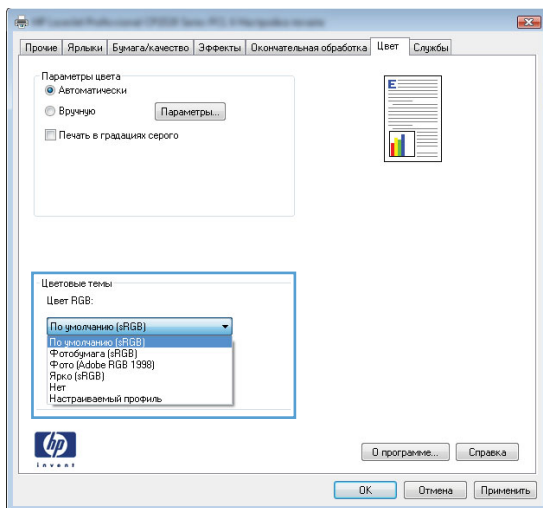 Прочие Ярлыки Бумага/качество Эффекты Окончательная обработка Цвет Службы
Параметры цвета
Автоматически
Вручную
Параметры...
Печать в градациях серого
E
Цветовые темы
Цвет RGB:
По умолчанию (sRGB)
По умолчанию (sRGB)
Фотобумага (sRGB)
Фото (Adobe RGB 1998)
Ярко (sRGB)
Нет
Настраиваемый профиль
hp
invent
О программе... Справка
OK Отмена Применить